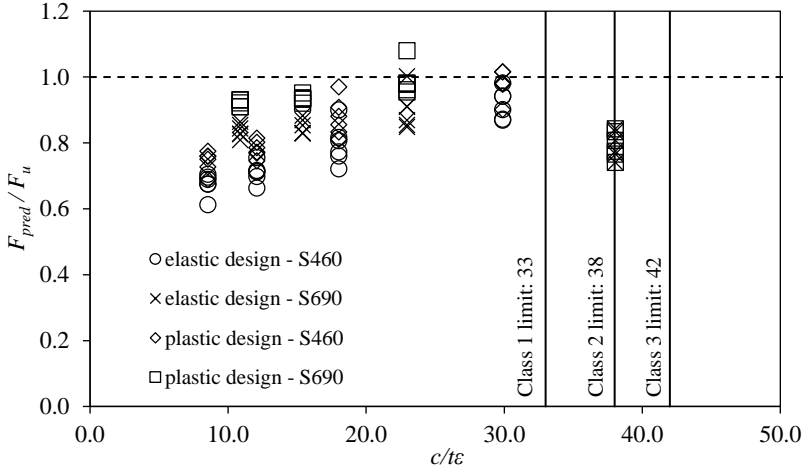 1.2
1.0
0.8
0.6
0.4
0.2
0.0
F_pred / F_u
elastic design - S460
elastic design - S690
plastic design - S460
plastic design - S690
Class 1 limit: 33
Class 2 limit: 38
Class 3 limit: 42
0.0 10.0 20.0 30.0 40.0 50.0
c/tε